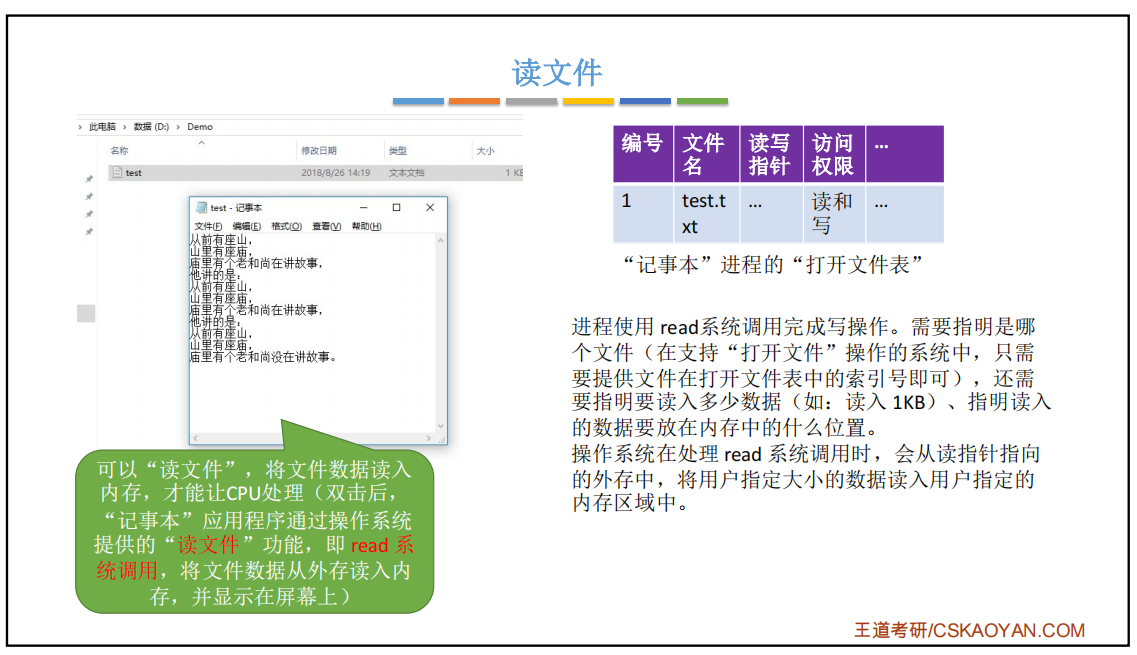 读文件
› 此电脑 › 数据 (D:) › Demo
名称 修改日期 类型 大小
test 2018/8/26 14:19 文本文档 1 KB
test - 记事本
文件(F) 编辑(E) 格式(O) 查看(V) 帮助(H)
从前有座山，
山里有座庙，
庙里有个老和尚在讲故事，
他讲的是：
从前有座山，
山里有座庙，
庙里有个老和尚在讲故事，
他讲的是：
从前有座山，
山里有座庙，
庙里有个老和尚没在讲故事。
可以“读文件”，将文件数据读入
内存，才能让CPU处理（双击后，
“记事本”应用程序通过操作系统
提供的“读文件”功能，即 read 系
统调用，将文件数据从外存读入内
存，并显示在屏幕上）
编号 文件名 读写指针 访问权限 …
1 test.txt … 读和写 …
“记事本”进程的“打开文件表”
进程使用 read系统调用完成写操作。需要指明是哪
个文件（在支持“打开文件”操作的系统中，只需
要提供文件在打开文件表中的索引号即可），还需
要指明要读入多少数据（如：读入 1KB）、指明读入
的数据要放在内存中的什么位置。
操作系统在处理 read 系统调用时，会从读指针指向
的外存中，将用户指定大小的数据读入用户指定的
内存区域中。
王道考研/CSKAOYAN.COM